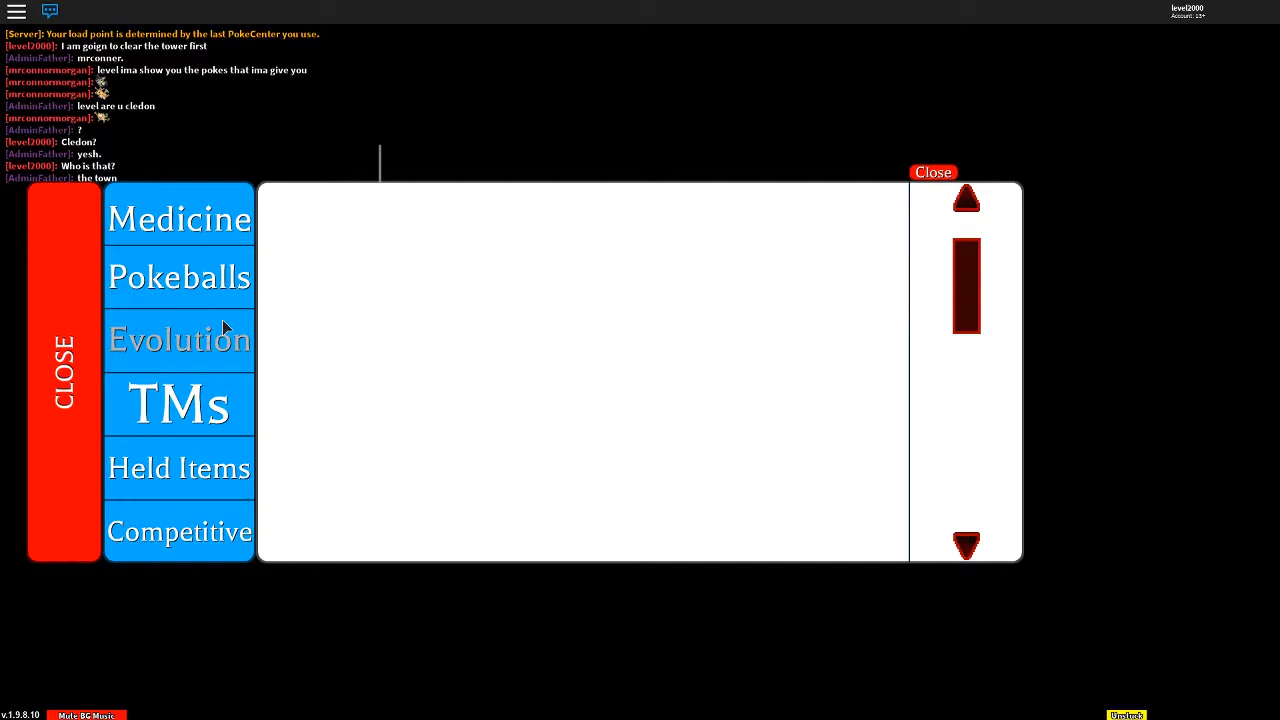 level2000
Account: 13+
[Server]: Your load point is determined by the last PokeCenter you use.
[level2000]: I am goign to clear the tower first
[AdminFather]: mrconner.
[mrconnormorgan]: level ima show you the pokes that ima give you
[mrconnormorgan]:
[mrconnormorgan]:
[AdminFather]: level are u cledon
[mrconnormorgan]:
[AdminFather]: ?
[level2000]: Cledon?
[AdminFather]: yesh.
[level2000]: Who is that?
[AdminFather]: the town
Close
CLOSE
Medicine
Pokeballs
Evolution
TMs
Held Items
Competitive
v.1.9.8.10
Mute BG Music
Unstuck